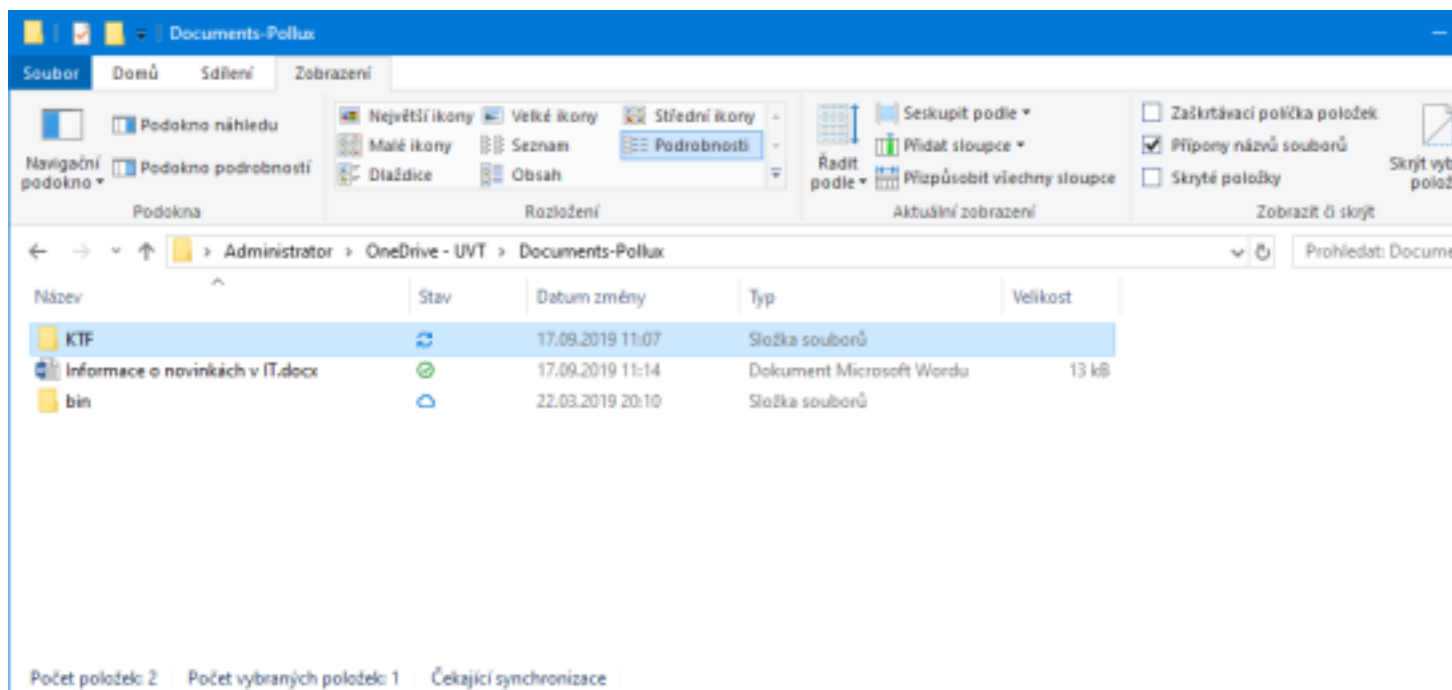 Documents-Pollux
Soubor Domů Sdílení Zobrazení
Největší ikony Velké ikony Střední ikony
Podokno náhledu
Malé ikony Seznam Podrobnosti
Navigační podokno
Podokno podrobností
Dlaždice Obsah
Řadit podle
Seskupit podle
Přidat sloupce
Přizpůsobit všechny sloupce
Zaškrtávací políčka položek
Přípony názvů souborů
Skryté položky
Skrýt vyb
polož
Podokna Rozložení Aktuální zobrazení Zobrazit či skrýt
Administrator > OneDrive - UVT > Documents-Pollux
Prohledat: Docume
Název Stav Datum změny Typ Velikost
KTF 17.09.2019 11:07 Složka souborů
Informace o novinkách v IT.docx 17.09.2019 11:14 Dokument Microsoft Wordu 13 kB
bin 22.03.2019 20:10 Složka souborů
Počet položek: 2 Počet vybraných položek: 1 Čekající synchronizace